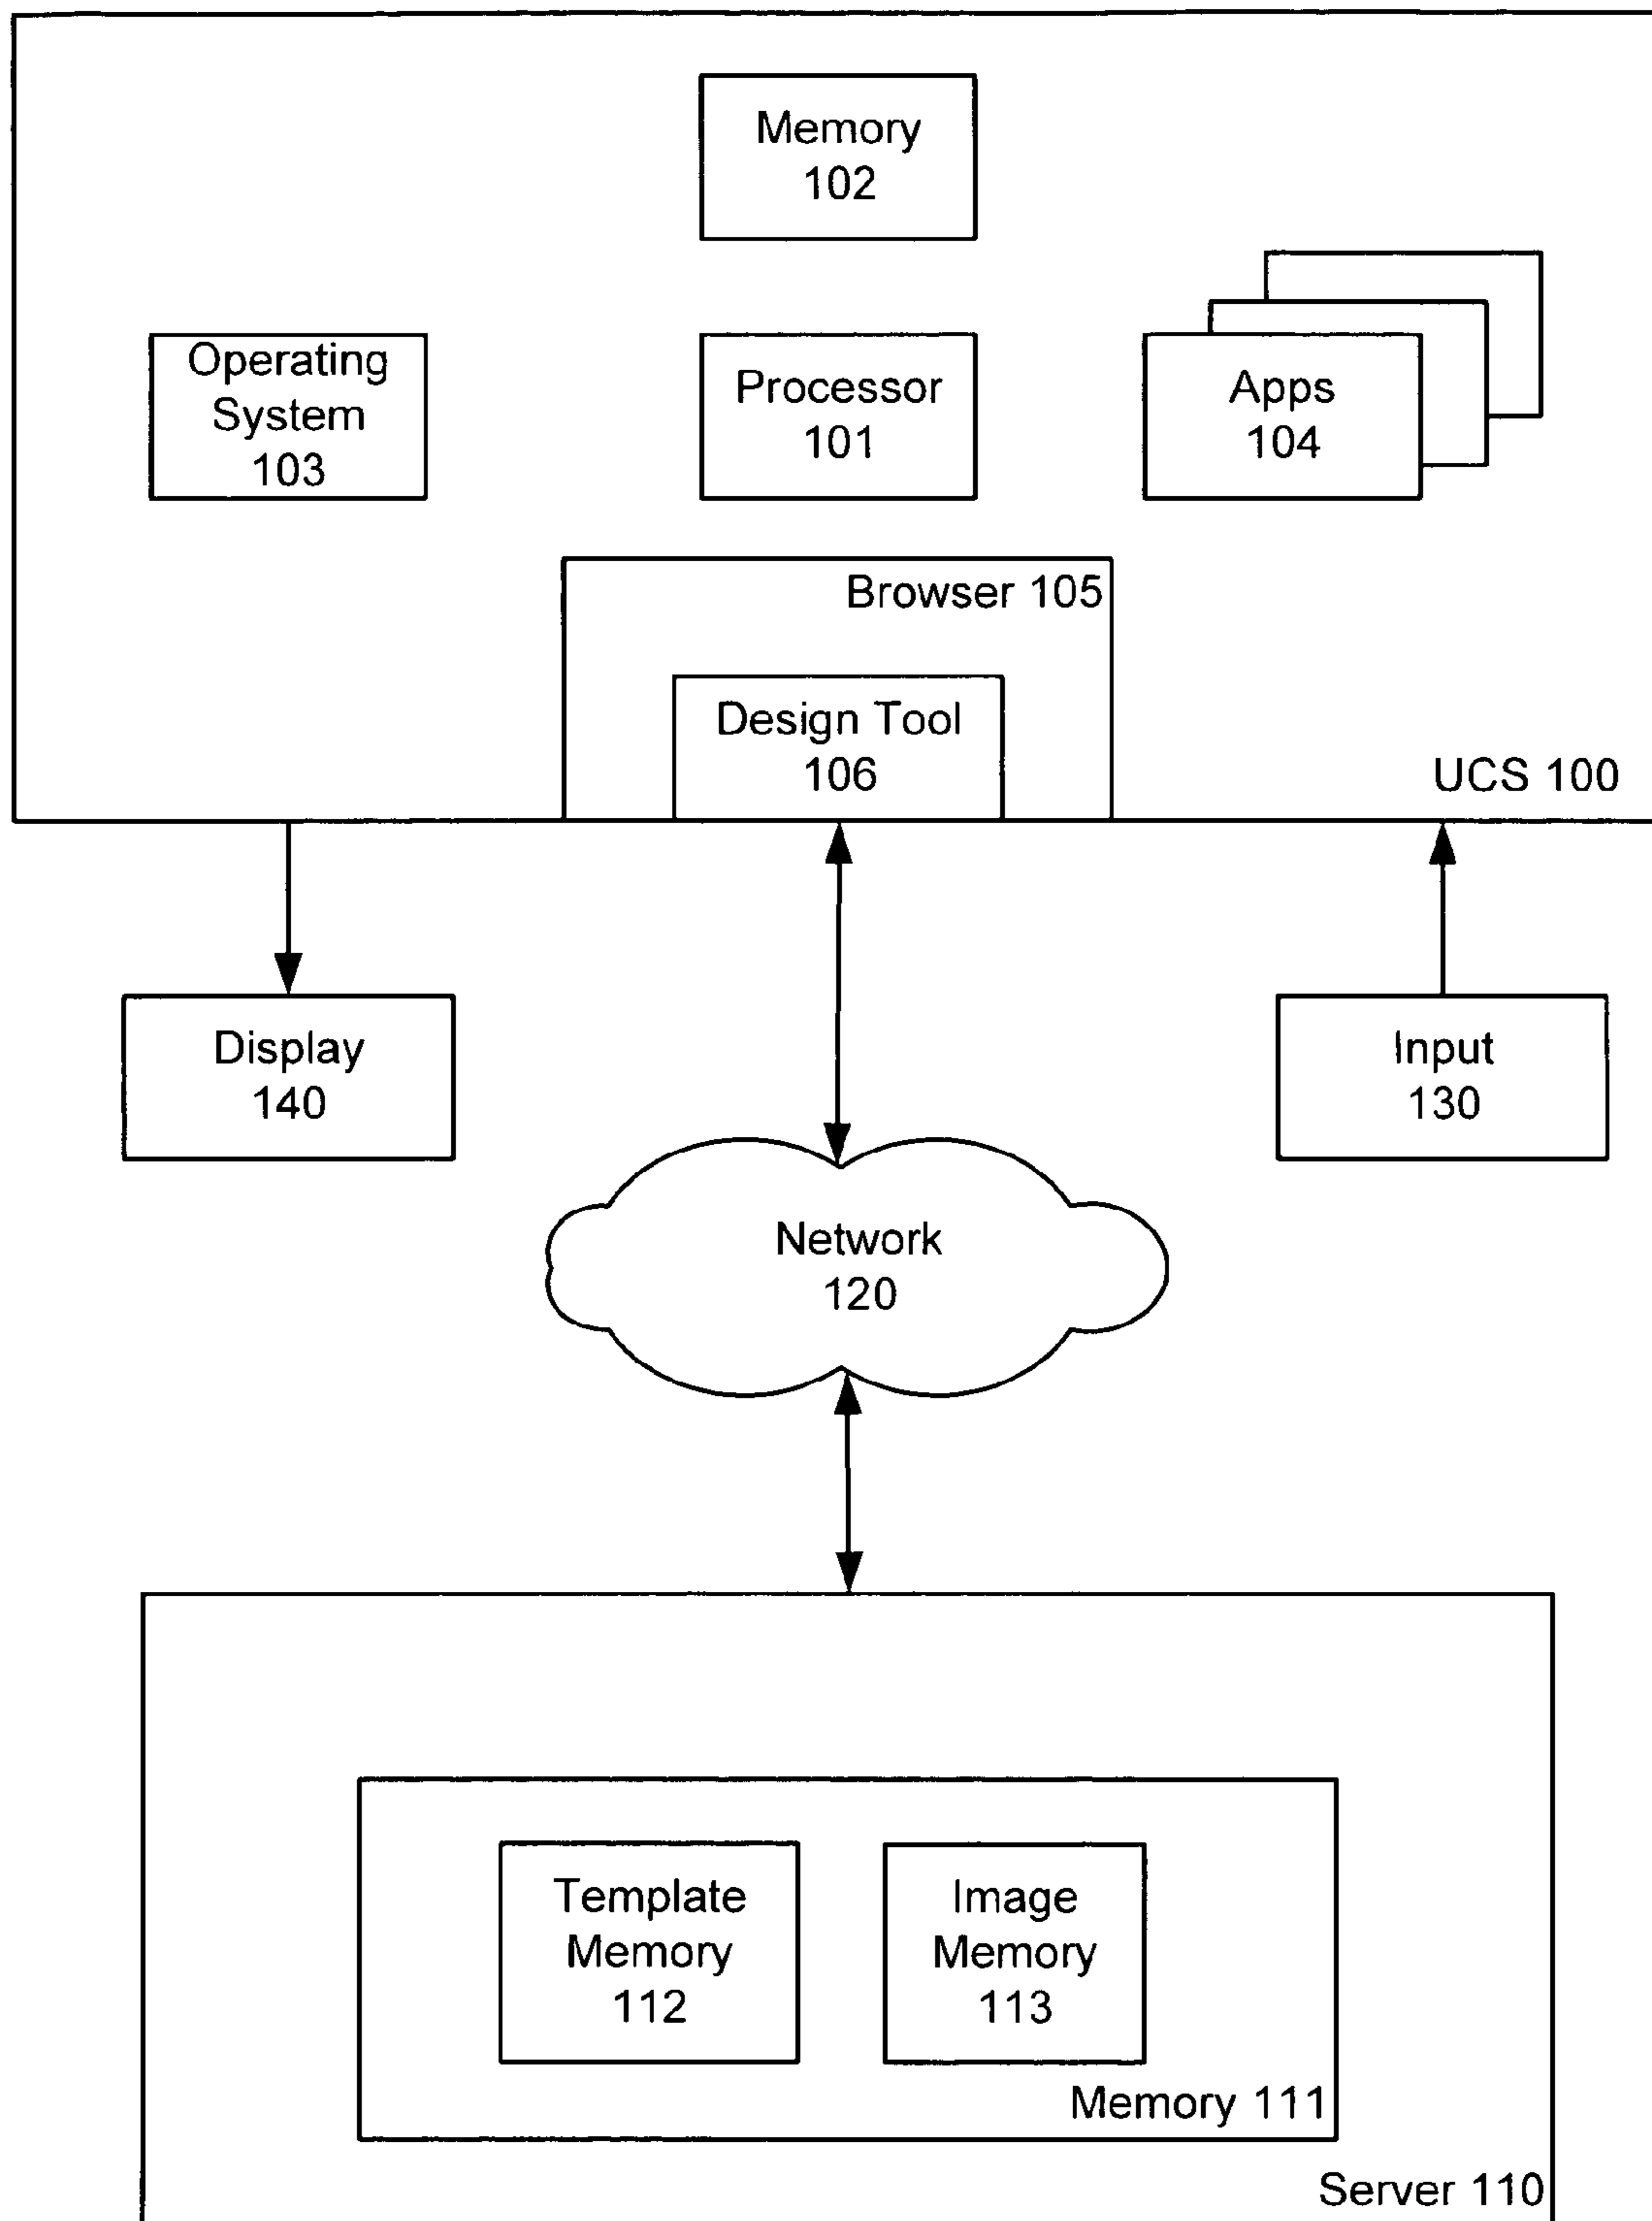 Memory
102
Operating
System
103
Processor
101
Apps
104
Browser 105
Design Tool
106
UCS 100
Display
140
Input
130
Network
120
Template
Memory
112
Image
Memory
113
Memory 111
Server 110